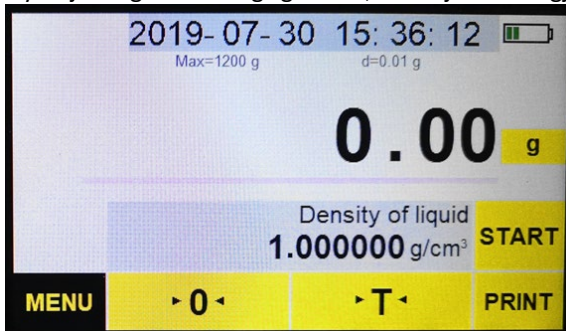 2019-07-30 15:36:12
Max=1200 g d=0.01 g
0.00 g
Density of liquid
1.000000 g/cm³
START
MENU ▸0◂ ▸T◂ PRINT